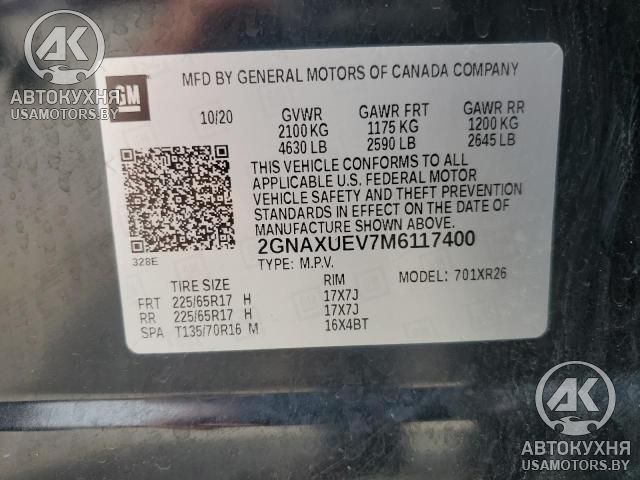 AK
АВТОКУХНЯ
USAMOTORS.BY
GM
MFD BY GENERAL MOTORS OF CANADA COMPANY
10/20 GVWR GAWR FRT GAWR RR
2100 KG 1175 KG 1200 KG
4630 LB 2590 LB 2645 LB
THIS VEHICLE CONFORMS TO ALL
APPLICABLE U.S. FEDERAL MOTOR
VEHICLE SAFETY AND THEFT PREVENTION
STANDARDS IN EFFECT ON THE DATE OF
MANUFACTURE SHOWN ABOVE.
328E
2GNAXUEV7M6117400
TYPE: M.P.V. MODEL: 701XR26
TIRE SIZE RIM
FRT 225/65R17 H 17X7J
RR 225/65R17 H 17X7J
SPA T135/70R16 M 16X4BT
AK
АВТОКУХНЯ
USAMOTORS.BY